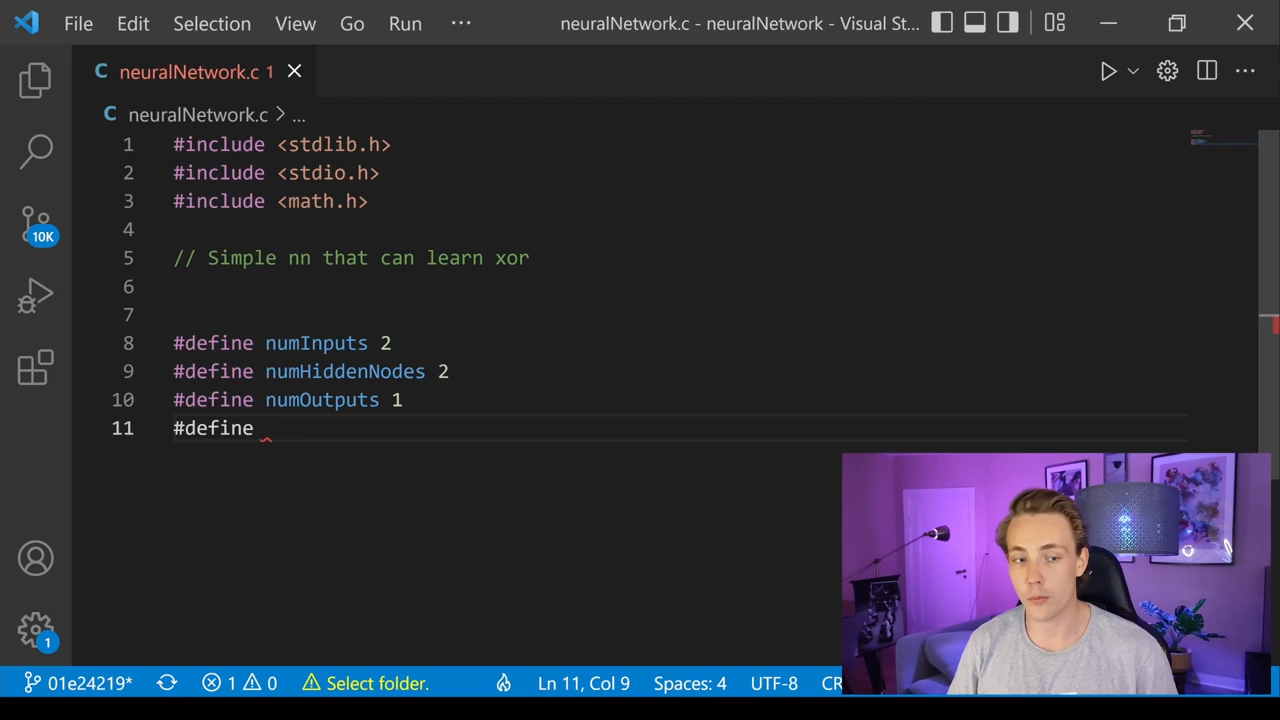 File Edit Selection View Go Run ··· neuralNetwork.c - neuralNetwork - Visual St...
C neuralNetwork.c 1
C neuralNetwork.c > ...
1 #include <stdlib.h>
2 #include <stdio.h>
3 #include <math.h>
4
5 // Simple nn that can learn xor
6
7
8 #define numInputs 2
9 #define numHiddenNodes 2
10 #define numOutputs 1
11 #define
10K
1
01e24219* 1 0 Select folder. Ln 11, Col 9 Spaces: 4 UTF-8 CR